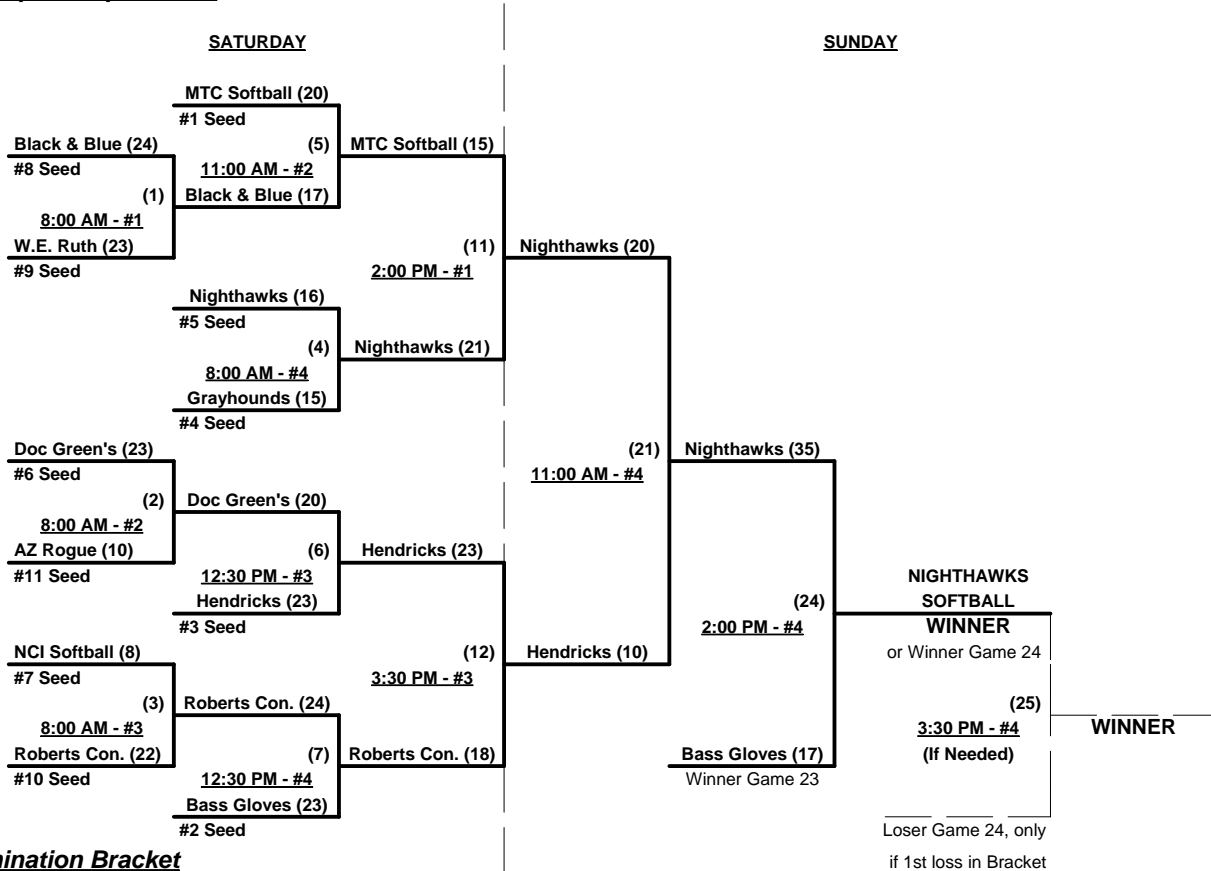 SATURDAY
SUNDAY
MTC Softball (20)
#1 Seed
Black & Blue (24)
(5)
MTC Softball (15)
#8 Seed
11:00 AM - #2
(1)
Black & Blue (17)
8:00 AM - #1
W.E. Ruth (23)
(11)
Nighthawks (20)
#9 Seed
2:00 PM - #1
Nighthawks (16)
#5 Seed
(4)
Nighthawks (21)
8:00 AM - #4
Grayhounds (15)
#4 Seed
Doc Green's (23)
(21)
Nighthawks (35)
#6 Seed
11:00 AM - #4
(2)
Doc Green's (20)
8:00 AM - #2
AZ Rogue (10)
(6)
Hendricks (23)
#11 Seed
12:30 PM - #3
NIGHTHAWKS
Hendricks (23)
(24)
SOFTBALL
#3 Seed
2:00 PM - #4
WINNER
NCI Softball (8)
(12)
Hendricks (10)
or Winner Game 24
#7 Seed
3:30 PM - #3
(3)
Roberts Con. (24)
(25)
8:00 AM - #3
3:30 PM - #4
WINNER
Roberts Con. (22)
(7)
Roberts Con. (18)
Bass Gloves (17)
(If Needed)
#10 Seed
12:30 PM - #4
Winner Game 23
Bass Gloves (23)
#2 Seed
Loser Game 24, only
if 1st loss in Bracket
ination Bracket